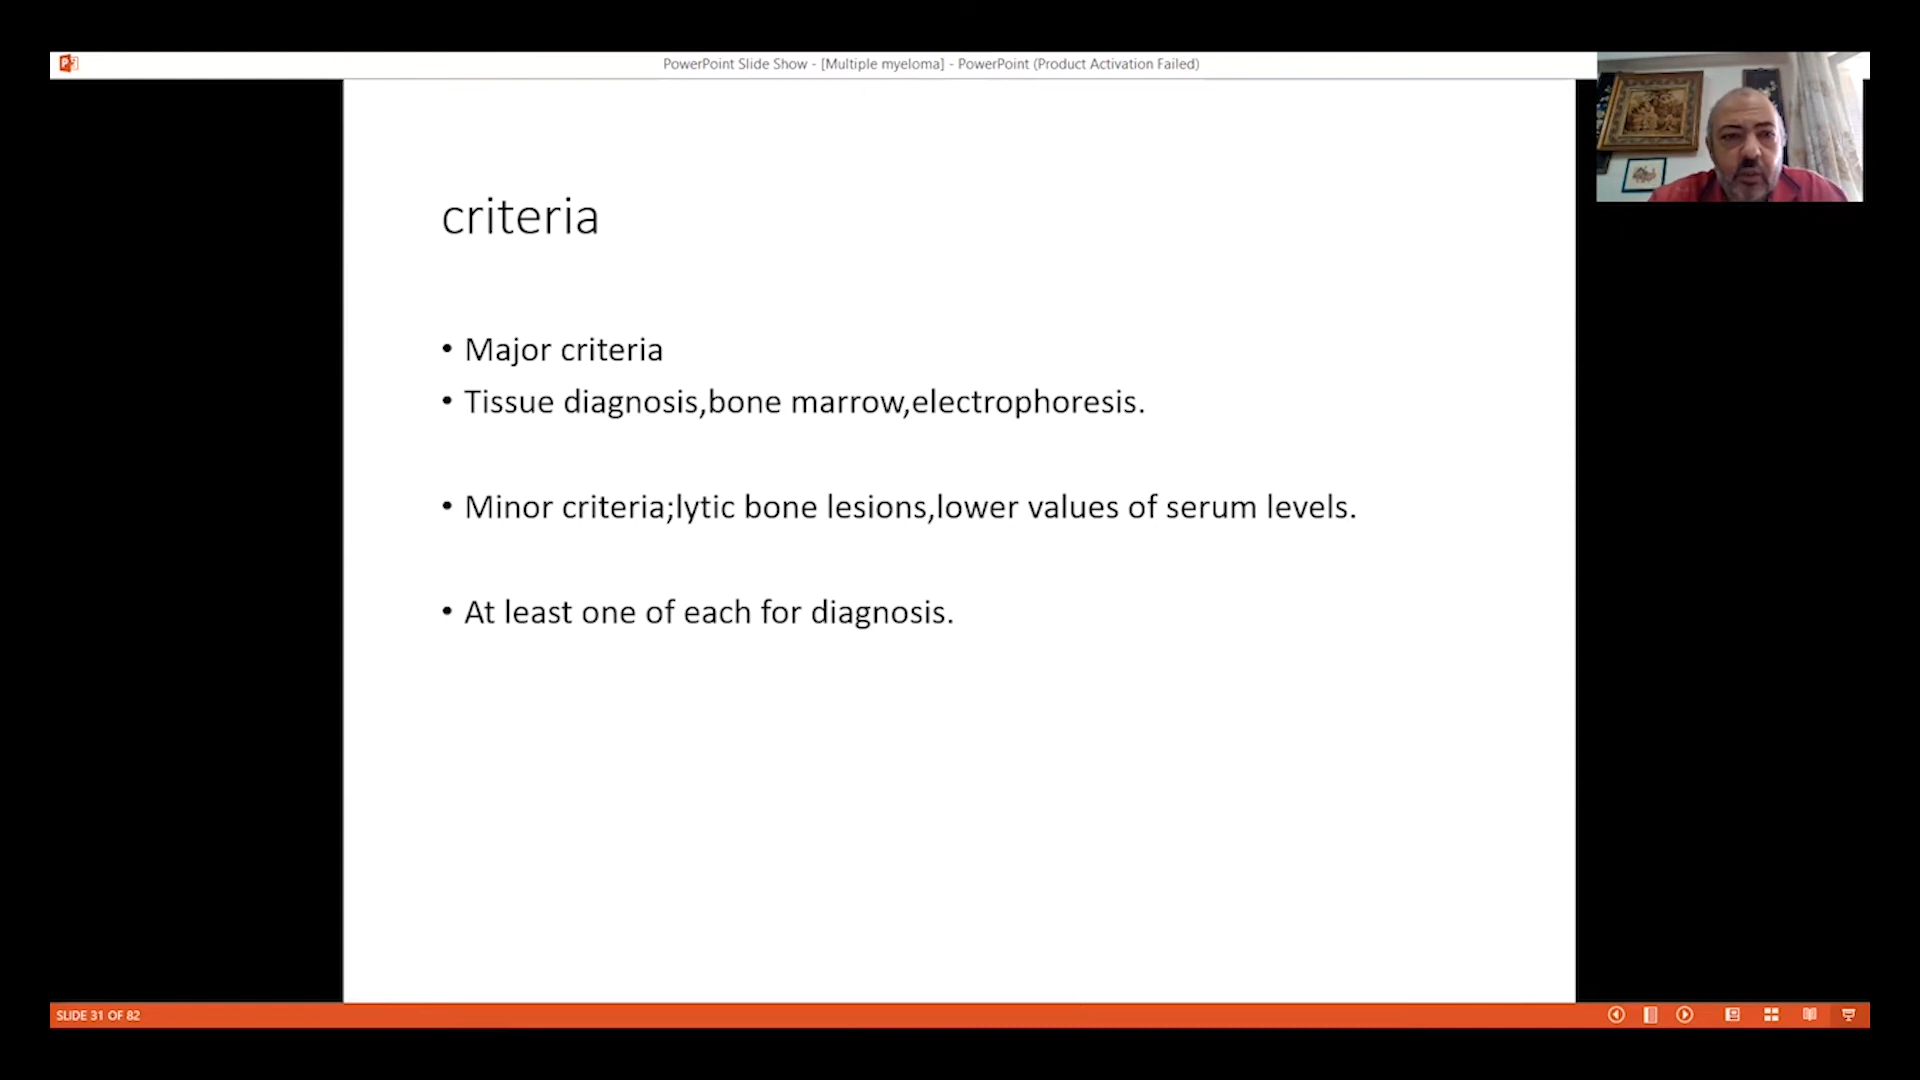 PowerPoint Slide Show - [Multiple myeloma] - PowerPoint (Product Activation Failed)
criteria
• Major criteria
• Tissue diagnosis,bone marrow,electrophoresis.
• Minor criteria;lytic bone lesions,lower values of serum levels.
• At least one of each for diagnosis.
SLIDE 31 OF 82